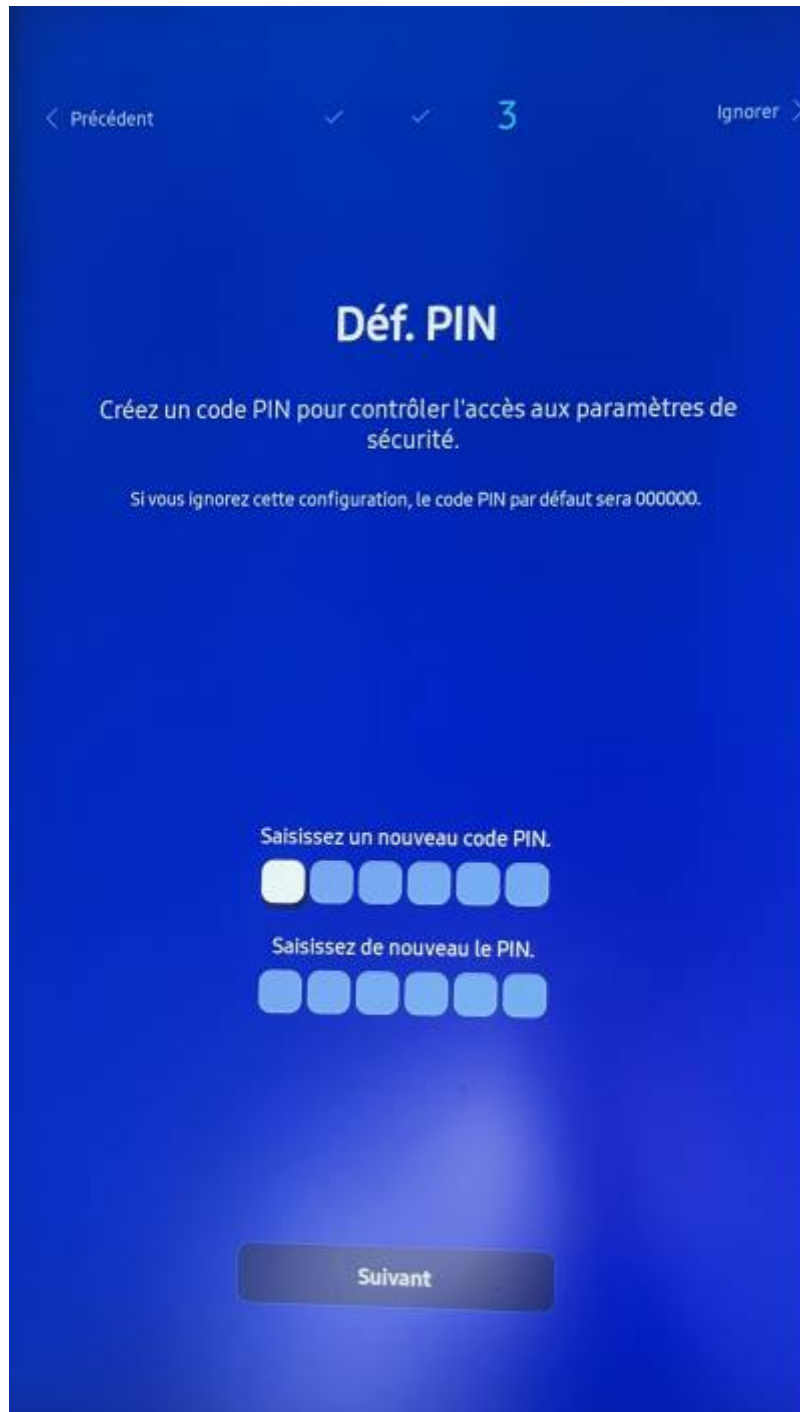 Précédent
3
Ignorer
Déf. PIN
Créez un code PIN pour contrôler l'accès aux paramètres de
sécurité.
Si vous ignorez cette configuration, le code PIN par défaut sera 000000.
Saisissez un nouveau code PIN.
Saisissez de nouveau le PIN.
Suivant